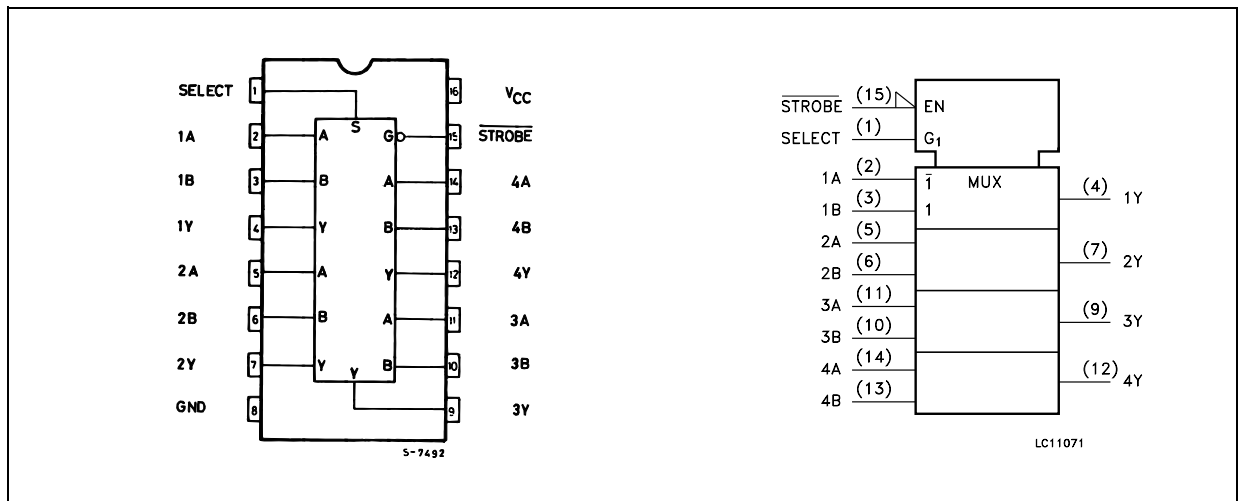 SELECT 1 16 VCC
S
1A 2 A G 15 STROBE
1B 3 B A 14 4A
1Y 4 Y B 13 4B
2A 5 A Y 12 4Y
2B 6 B A 11 3A
2Y 7 Y Y B 10 3B
GND 8 9 3Y
S-7492
STROBE (15) EN
SELECT (1) G1
1A (2) 1̅ MUX
(4) 1Y
1B (3) 1
2A (5)
(7) 2Y
2B (6)
3A (11)
(9) 3Y
3B (10)
4A (14)
(12) 4Y
4B (13)
LC11071